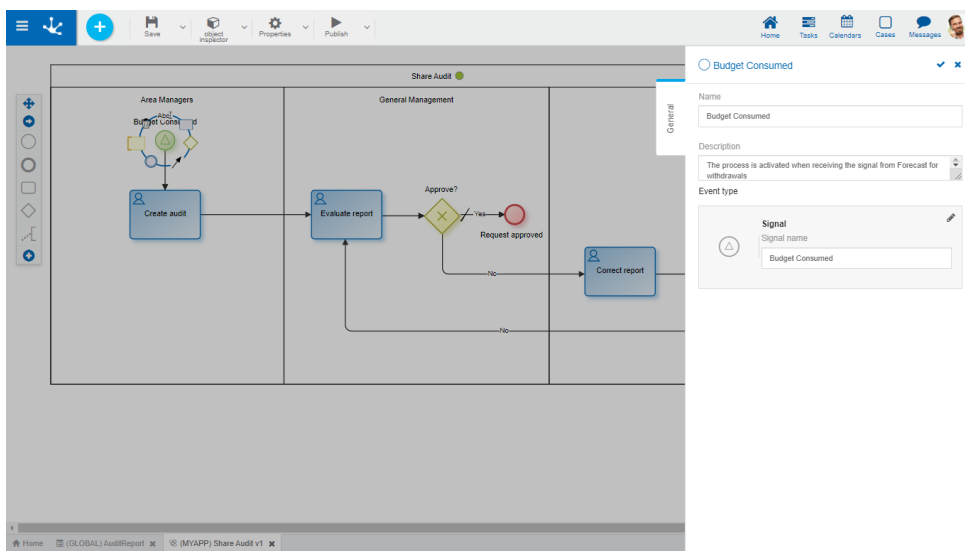 Save
object
inspector
Properties
Publish
Home
Tasks
Calendars
Cases
Messages
Share Audit
Area Managers
General Management
Abc
Create audit
Evaluate report
Approve?
Yes
Request approved
No
Correct report
No
General
Budget Consumed
Name
Budget Consumed
Description
The process is activated when receiving the signal from Forecast for
withdrawals
Event type
Signal
Signal name
Budget Consumed
Home
(GLOBAL) AuditReport
(MYAPP) Share Audit v1